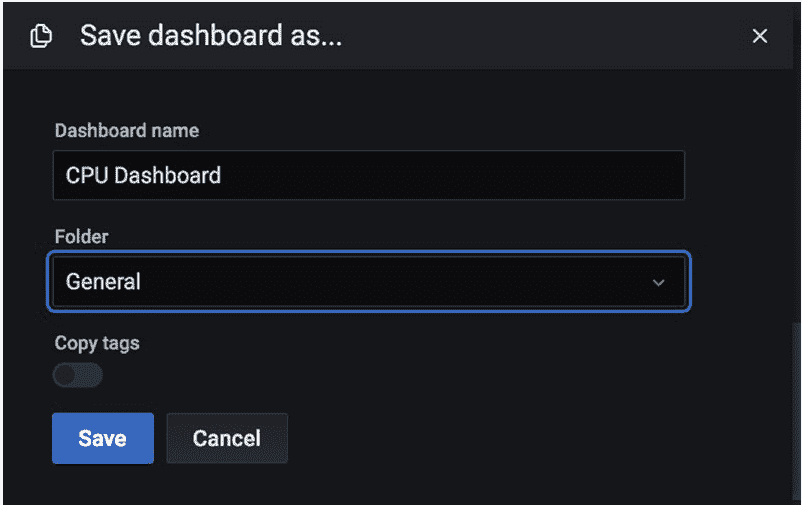 Save dashboard as...
Dashboard name
CPU Dashboard
Folder
General
Copy tags
Save Cancel